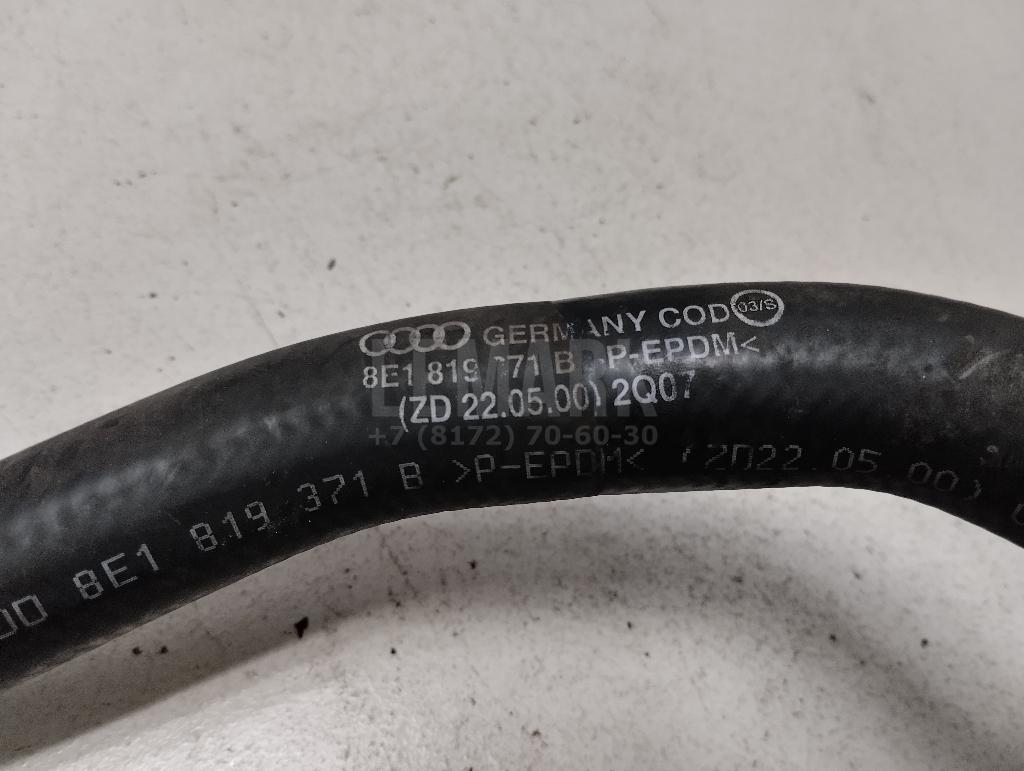 GERMANY COD 03/S
8E1 819 371 B >P-EPDM<
(ZD 22.05.00) 2Q07
+7 (8172) 70-60-30
8E1 819 371 B >P-EPDM< (ZD22.05.00)